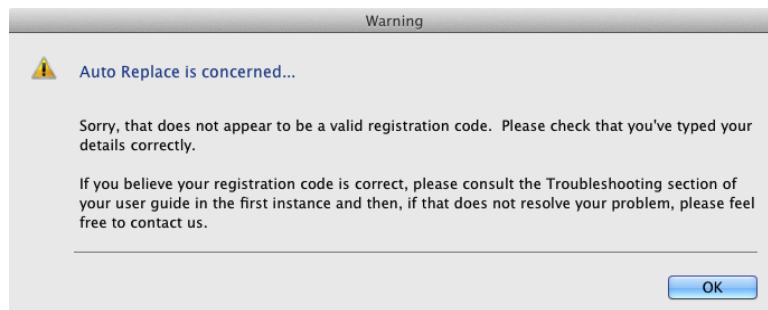 Warning
Auto Replace is concerned...
Sorry, that does not appear to be a valid registration code.  Please check that you've typed your
details correctly.
If you believe your registration code is correct, please consult the Troubleshooting section of
your user guide in the first instance and then, if that does not resolve your problem, please feel
free to contact us.
OK